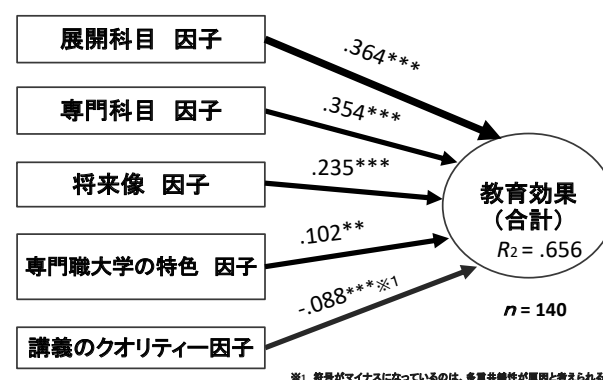 展開科目 因子
.364***
専門科目 因子
.354***
将来像 因子
.235***
専門職大学の特色 因子
.102**
講義のクオリティー因子
-.088***※1
教育効果
（合計）
R2 = .656
n = 140
※1 符号がマイナスになっているのは、多重共線性が原因と考えられる